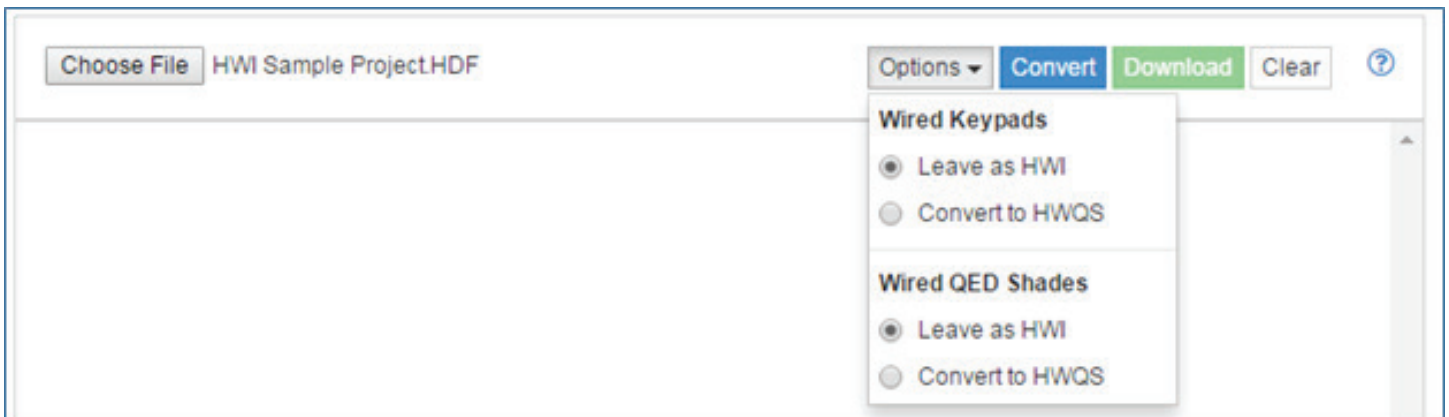 Choose File HWI Sample Project.HDF Options Convert Download Clear ?
Wired Keypads
Leave as HWI
Convert to HWQS
Wired QED Shades
Leave as HWI
Convert to HWQS